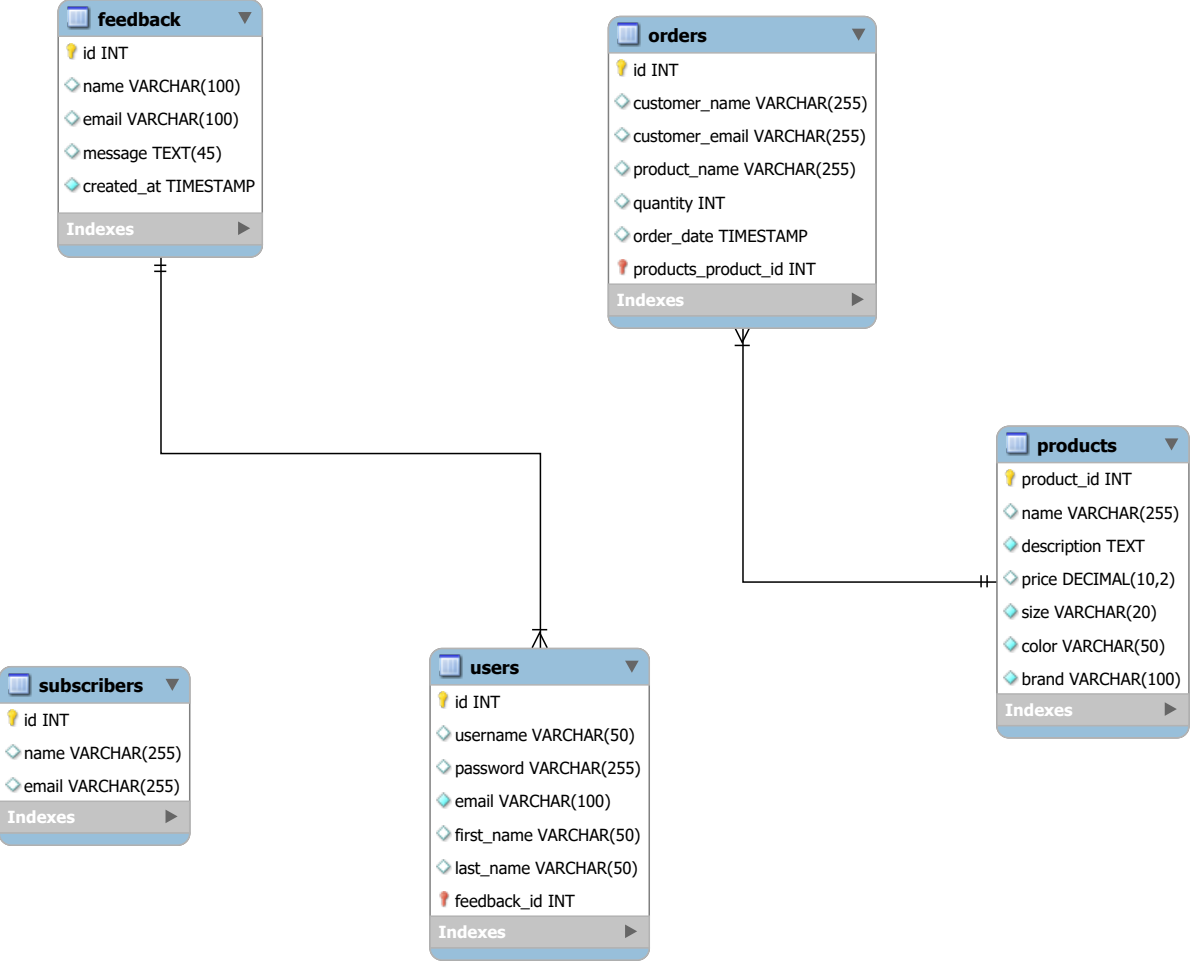 feedback
id INT
name VARCHAR(100)
email VARCHAR(100)
message TEXT(45)
created_at TIMESTAMP
Indexes
orders
id INT
customer_name VARCHAR(255)
customer_email VARCHAR(255)
product_name VARCHAR(255)
quantity INT
order_date TIMESTAMP
products_product_id INT
Indexes
products
product_id INT
name VARCHAR(255)
description TEXT
price DECIMAL(10,2)
size VARCHAR(20)
color VARCHAR(50)
brand VARCHAR(100)
Indexes
subscribers
id INT
name VARCHAR(255)
email VARCHAR(255)
Indexes
users
id INT
username VARCHAR(50)
password VARCHAR(255)
email VARCHAR(100)
first_name VARCHAR(50)
last_name VARCHAR(50)
feedback_id INT
Indexes